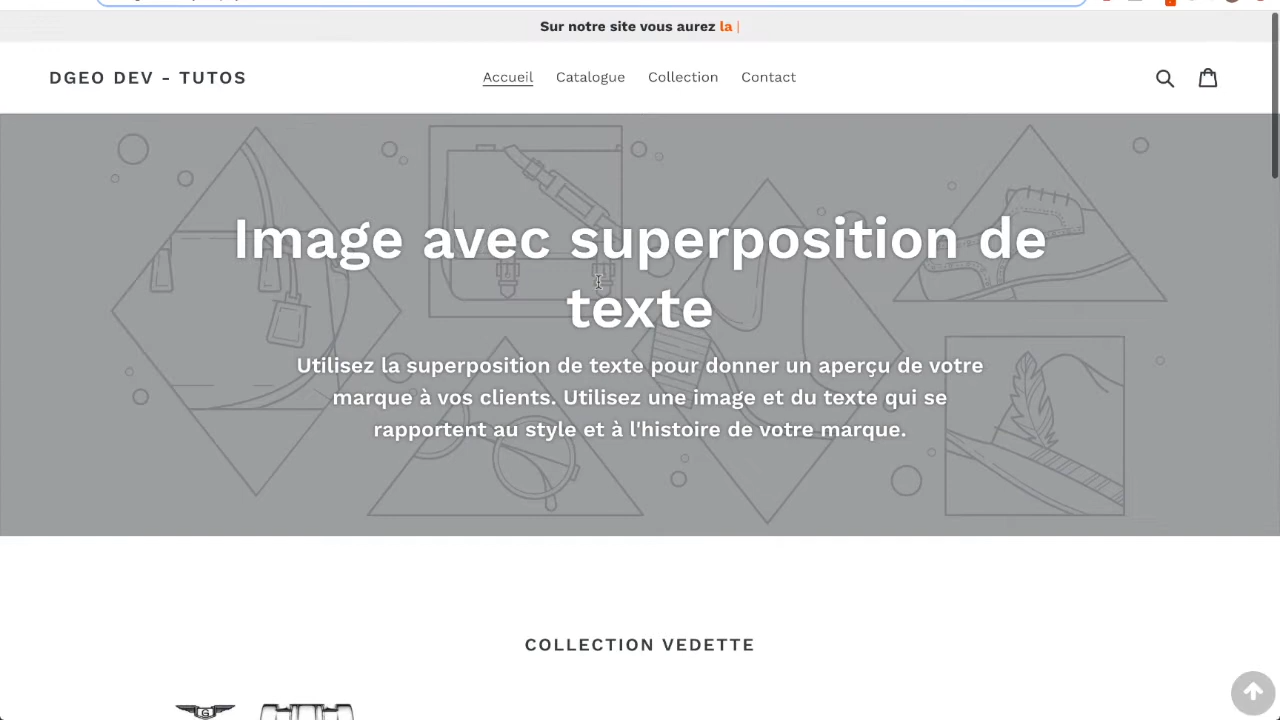 Sur notre site vous aurez la |
DGEO DEV - TUTOS
Accueil Catalogue Collection Contact
Image avec superposition de
texte
Utilisez la superposition de texte pour donner un aperçu de votre
marque à vos clients. Utilisez une image et du texte qui se
rapportent au style et à l'histoire de votre marque.
COLLECTION VEDETTE
G